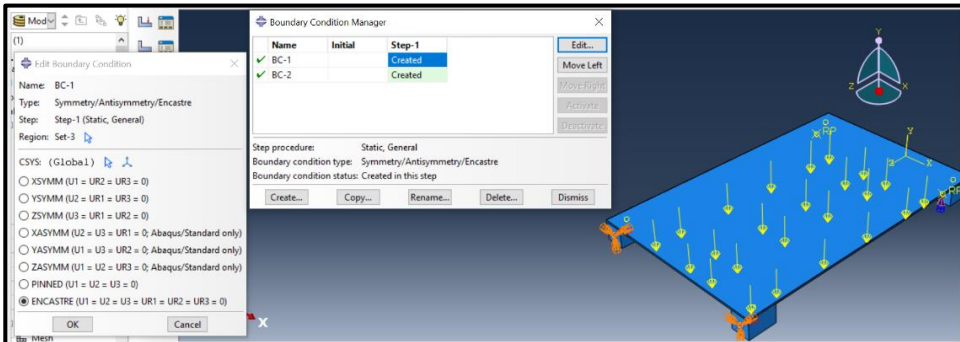 Mod
(1)
Edit Boundary Condition
Name: BC-1
Type: Symmetry/Antisymmetry/Encastre
Step: Step-1 (Static, General)
Region: Set-3
CSYS: (Global)
XSYMM (U1 = UR2 = UR3 = 0)
YSYMM (U2 = UR1 = UR3 = 0)
ZSYMM (U3 = UR1 = UR2 = 0)
XASYMM (U2 = U3 = UR1 = 0; Abaqus/Standard only)
YASYMM (U1 = U3 = UR2 = 0; Abaqus/Standard only)
ZASYMM (U1 = U2 = UR3 = 0; Abaqus/Standard only)
PINNED (U1 = U2 = U3 = 0)
ENCASTRE (U1 = U2 = U3 = UR1 = UR2 = UR3 = 0)
OK Cancel
Mesh
Boundary Condition Manager
Name Initial Step-1
BC-1 Created
BC-2 Created
Edit...
Move Left
Move Right
Activate
Deactivate
Step procedure: Static, General
Boundary condition type: Symmetry/Antisymmetry/Encastre
Boundary condition status: Created in this step
Create... Copy... Rename... Delete... Dismiss
X
Y
Z
X
RP
Y
Z
X
RP